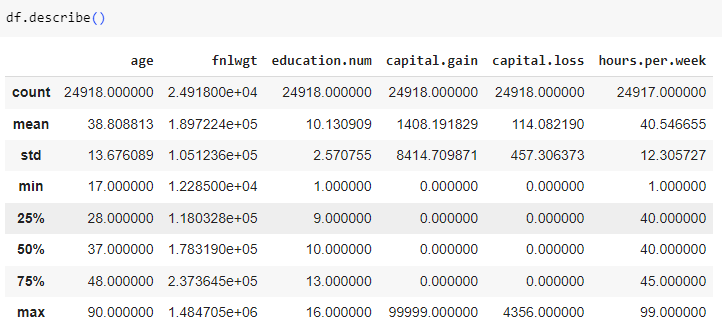 df.describe()
age fnlwgt education.num capital.gain capital.loss hours.per.week
count 24918.000000 2.491800e+04 24918.000000 24918.000000 24918.000000 24917.000000
mean 38.808813 1.897224e+05 10.130909 1408.191829 114.082190 40.546655
std 13.676089 1.051236e+05 2.570755 8414.709871 457.306373 12.305727
min 17.000000 1.228500e+04 1.000000 0.000000 0.000000 1.000000
25% 28.000000 1.180328e+05 9.000000 0.000000 0.000000 40.000000
50% 37.000000 1.783190e+05 10.000000 0.000000 0.000000 40.000000
75% 48.000000 2.373645e+05 13.000000 0.000000 0.000000 45.000000
max 90.000000 1.484705e+06 16.000000 99999.000000 4356.000000 99.000000